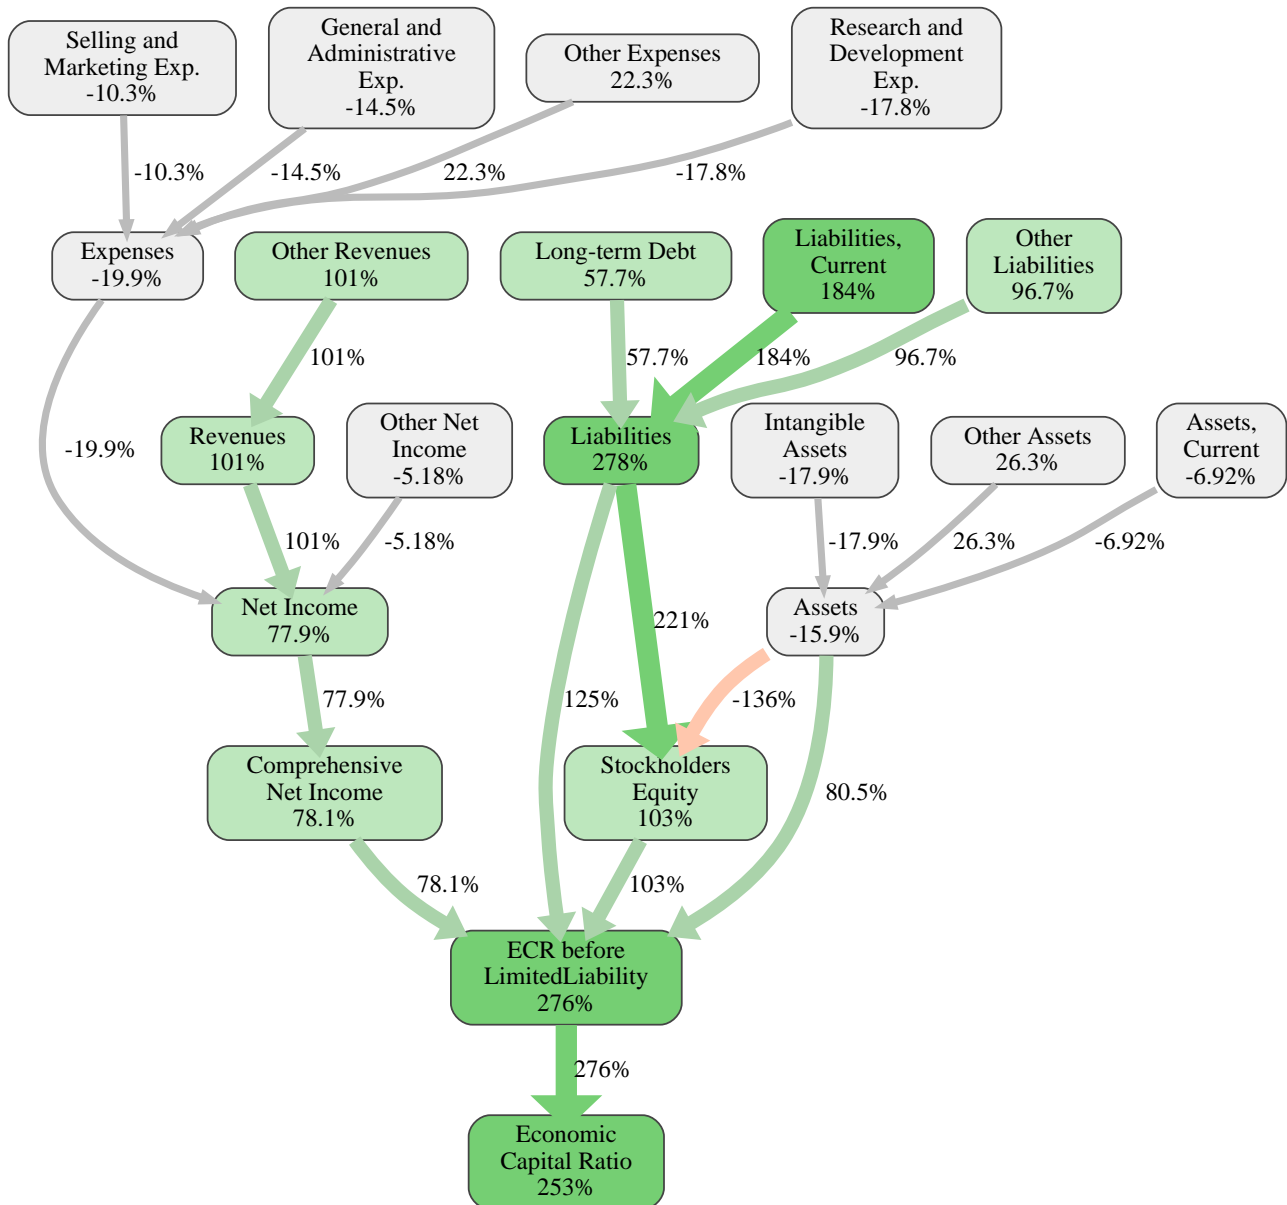 Selling and
Marketing Exp.
-10.3%
General and
Administrative
Exp.
-14.5%
Other Expenses
22.3%
Research and
Development
Exp.
-17.8%
-10.3%
-14.5%
22.3%
-17.8%
Expenses
-19.9%
Other Revenues
101%
Long-term Debt
57.7%
Liabilities,
Current
184%
Other
Liabilities
96.7%
101%
57.7%
184%
96.7%
-19.9%
Revenues
101%
Other Net
Income
-5.18%
Liabilities
278%
Intangible
Assets
-17.9%
Other Assets
26.3%
Assets,
Current
-6.92%
101%
-5.18%
-17.9%
26.3%
-6.92%
Net Income
77.9%
221%
Assets
-15.9%
77.9%
125%
-136%
Comprehensive
Net Income
78.1%
Stockholders
Equity
103%
80.5%
78.1%
103%
ECR before
LimitedLiability
276%
276%
Economic
Capital Ratio
253%